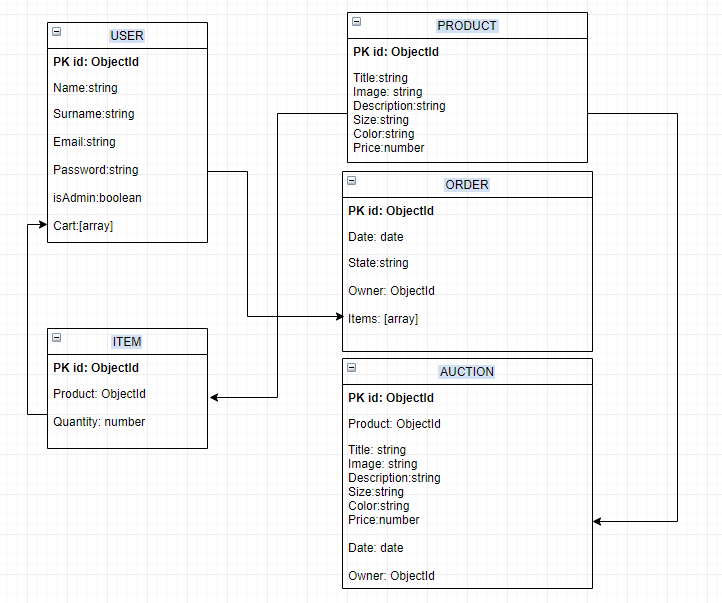 USER
PK id: ObjectId
Name:string
Surname:string
Email:string
Password:string
isAdmin:boolean
Cart:[array]
PRODUCT
PK id: ObjectId
Title:string
Image: string
Description:string
Size:string
Color:string
Price:number
ORDER
PK id: ObjectId
Date: date
State:string
Owner: ObjectId
Items: [array]
ITEM
PK id: ObjectId
Product: ObjectId
Quantity: number
AUCTION
PK id: ObjectId
Product: ObjectId
Title: string
Image: string
Description:string
Size:string
Color:string
Price:number
Date: date
Owner: ObjectId